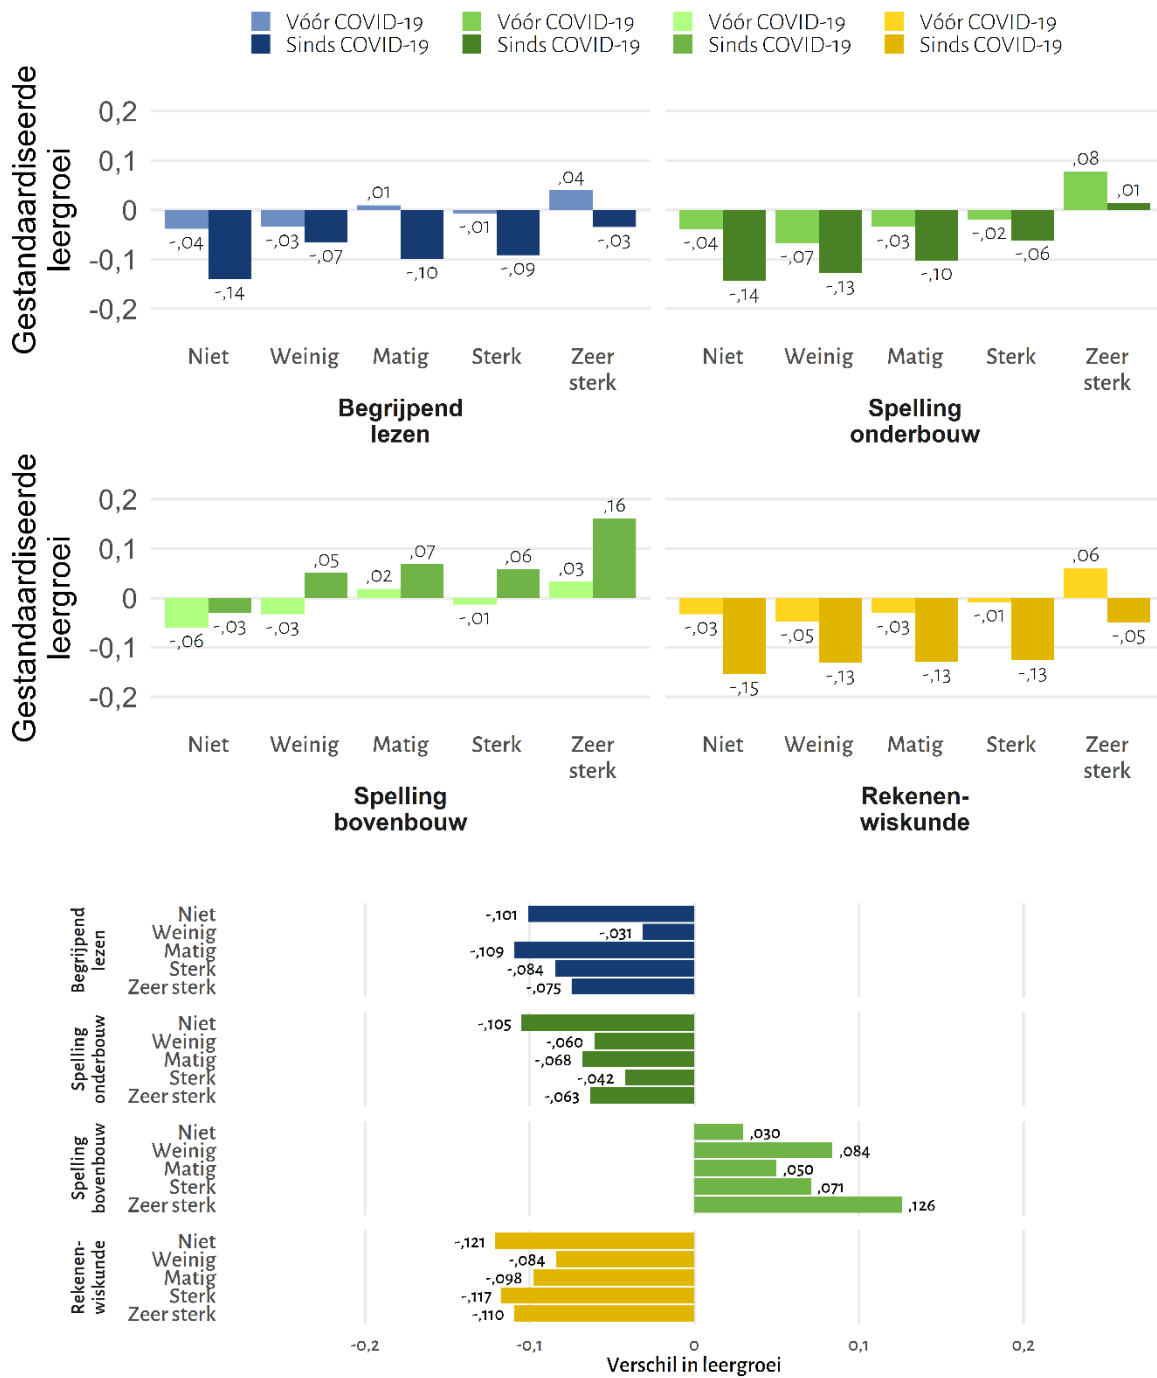 Vóór COVID-19 Vóór COVID-19 Vóór COVID-19 Vóór COVID-19
Sinds COVID-19 Sinds COVID-19 Sinds COVID-19 Sinds COVID-19
Gestandaardiseerde
leergroei
0,2
0,1
0
-0,1
-0,2
-,04
-,14
-,03
-,07
,01
-,10
-,01
-,09
,04
-,03
Niet Weinig Matig Sterk Zeer
sterk
Begrijpend
lezen
-,04
-,14
-,07
-,13
-,03
-,10
-,02
-,06
,08
,01
Niet Weinig Matig Sterk Zeer
sterk
Spelling
onderbouw
Gestandaardiseerde
leergroei
0,2
0,1
0
-0,1
-0,2
-,06
-,03
-,03
,05
,02
,07
-,01
,06
,03
,16
Niet Weinig Matig Sterk Zeer
sterk
Spelling
bovenbouw
-,03
-,15
-,05
-,13
-,03
-,13
-,01
-,13
,06
-,05
Niet Weinig Matig Sterk Zeer
sterk
Rekenen-
wiskunde
Begrijpend
lezen
Niet -,101
Weinig -,031
Matig -,109
Sterk -,084
Zeer sterk -,075
Spelling
onderbouw
Niet -,105
Weinig -,060
Matig -,068
Sterk -,042
Zeer sterk -,063
Spelling
bovenbouw
Niet ,030
Weinig ,084
Matig ,050
Sterk ,071
Zeer sterk ,126
Rekenen-
wiskunde
Niet -,121
Weinig -,084
Matig -,098
Sterk -,117
Zeer sterk -,110
-0,2 -0,1 0 0,1 0,2
Verschil in leergroei